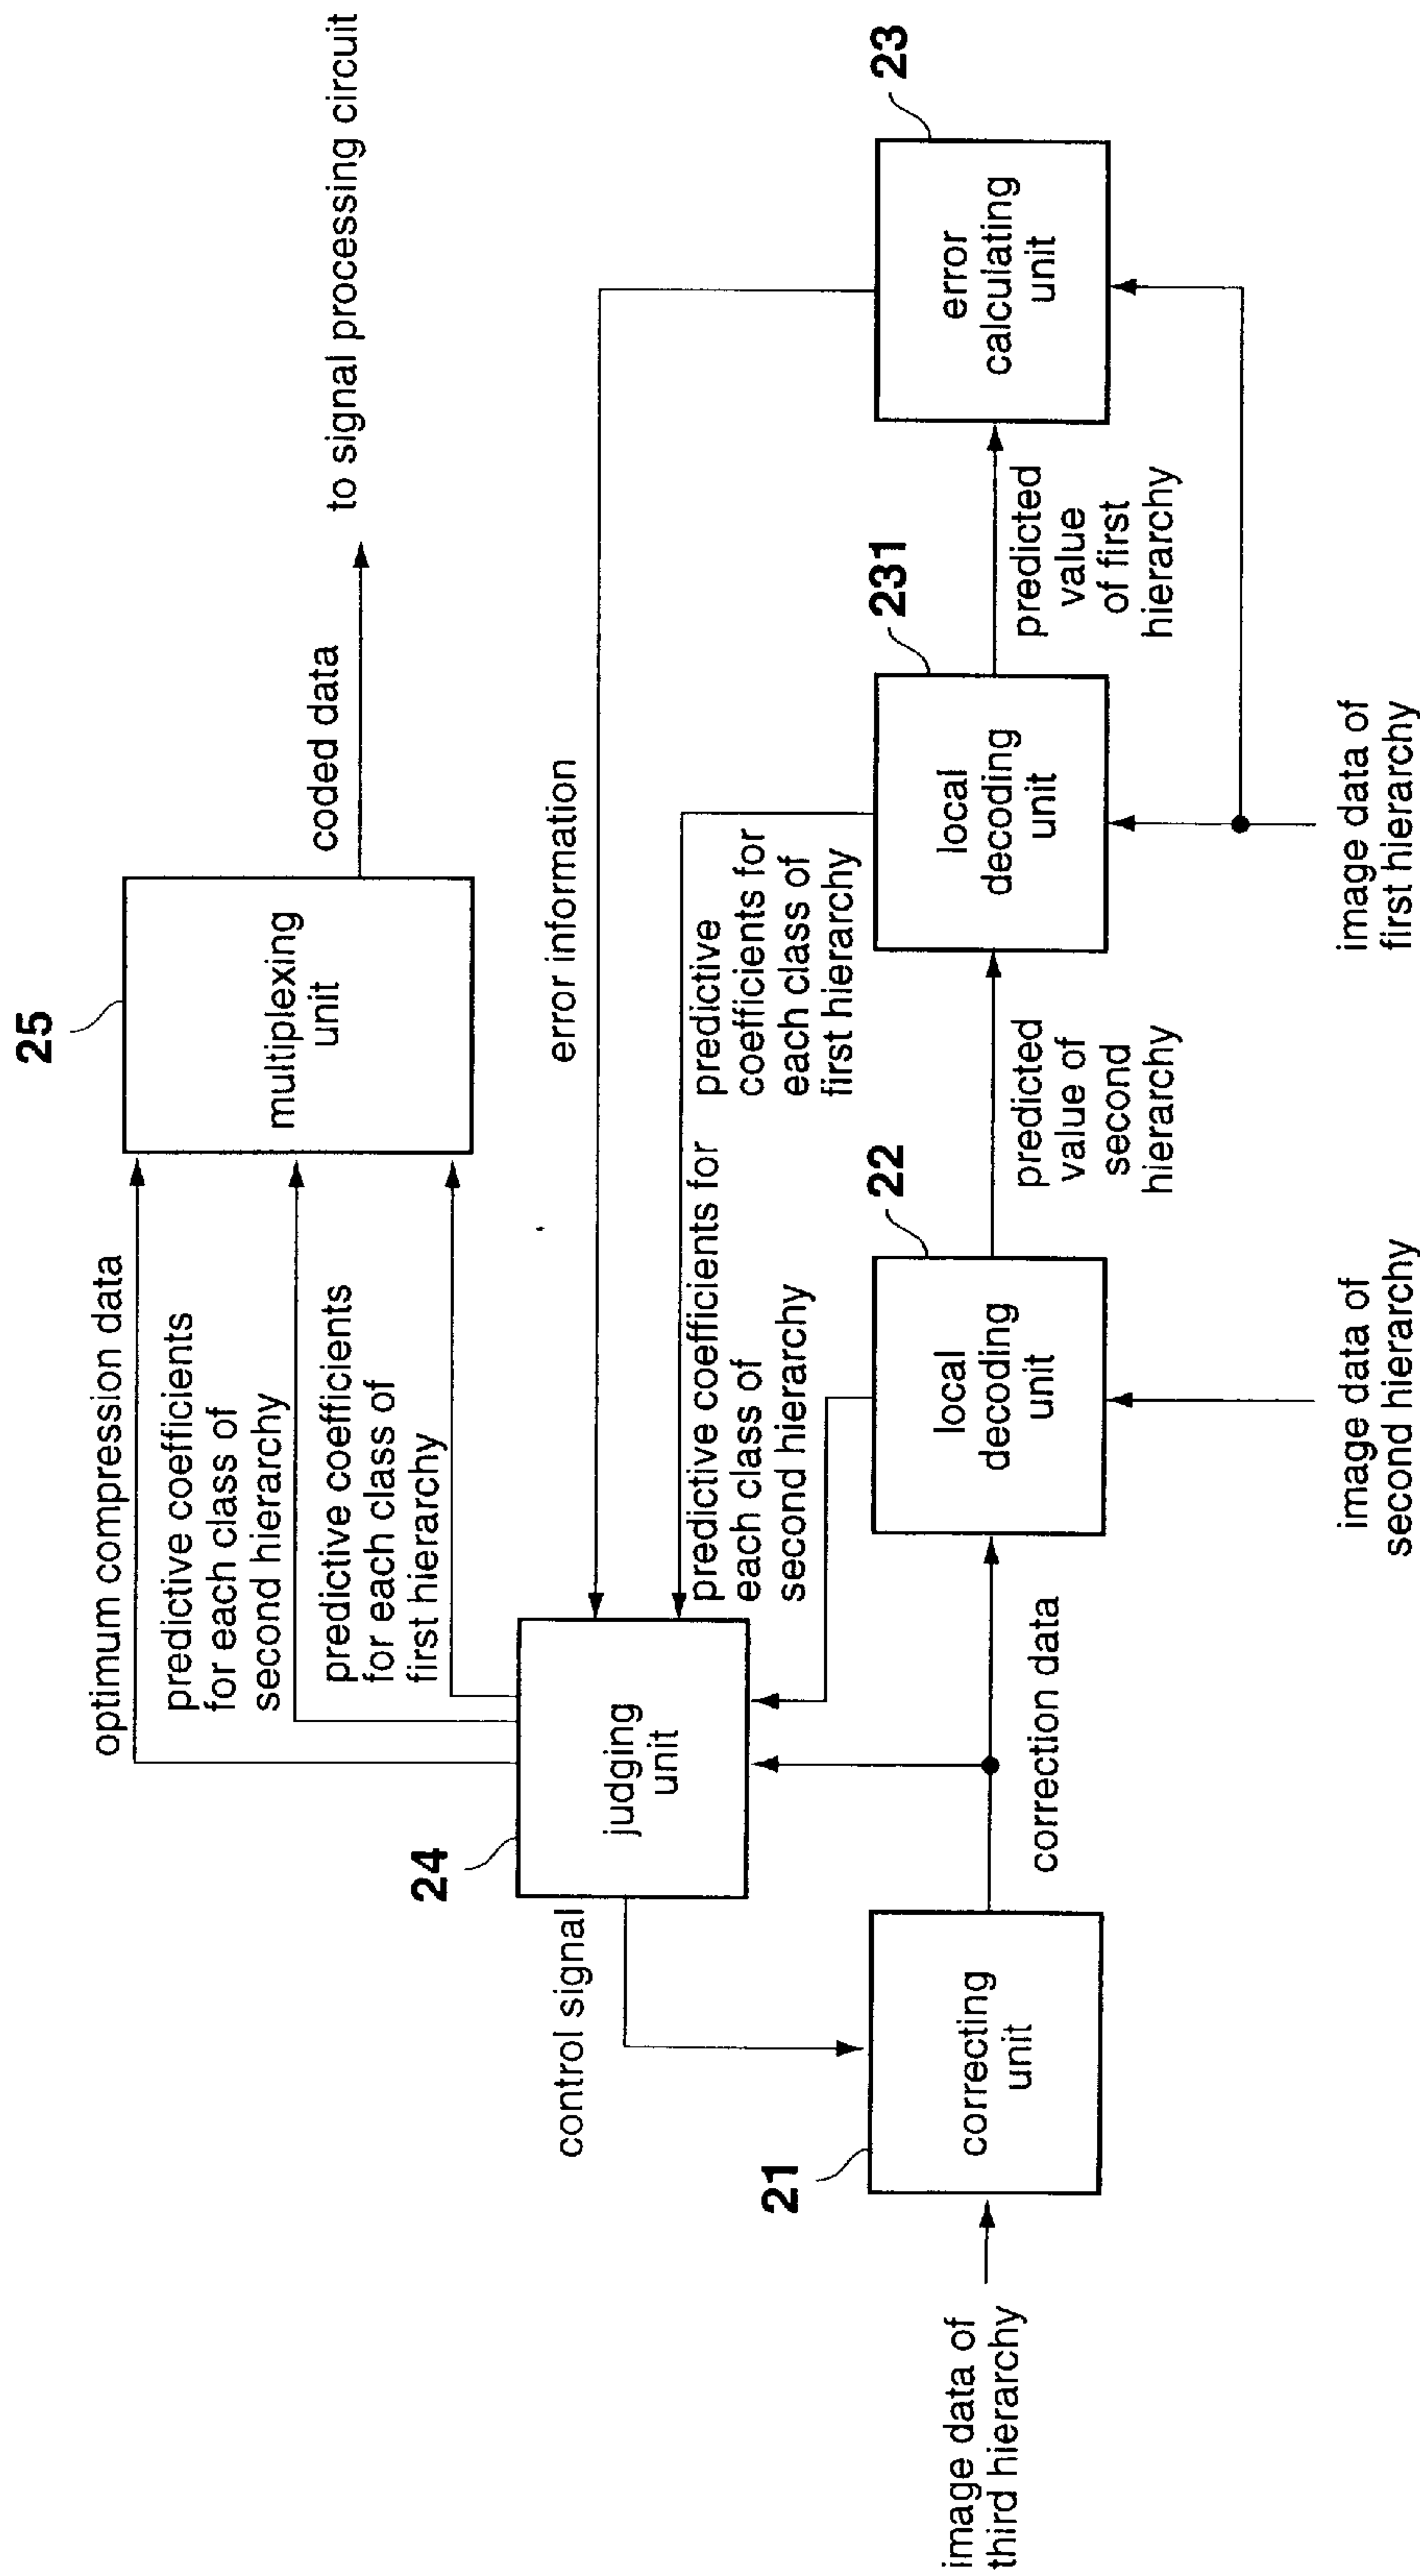 25
multiplexing
unit
coded data
to signal processing circuit
optimum compression data
predictive coefficients
for each class of
second hierarchy
predictive coefficients
for each class of
first hierarchy
error information
24
judging
unit
control signal
predictive
coefficients for
each class of
first hierarchy
predictive coefficients for
each class of
second hierarchy
21
correcting
unit
22
local
decoding
unit
231
local
decoding
unit
23
error
calculating
unit
image data of
third hierarchy
correction data
predicted
value of
second
hierarchy
predicted
value
of first
hierarchy
image data of
second hierarchy
image data of
first hierarchy